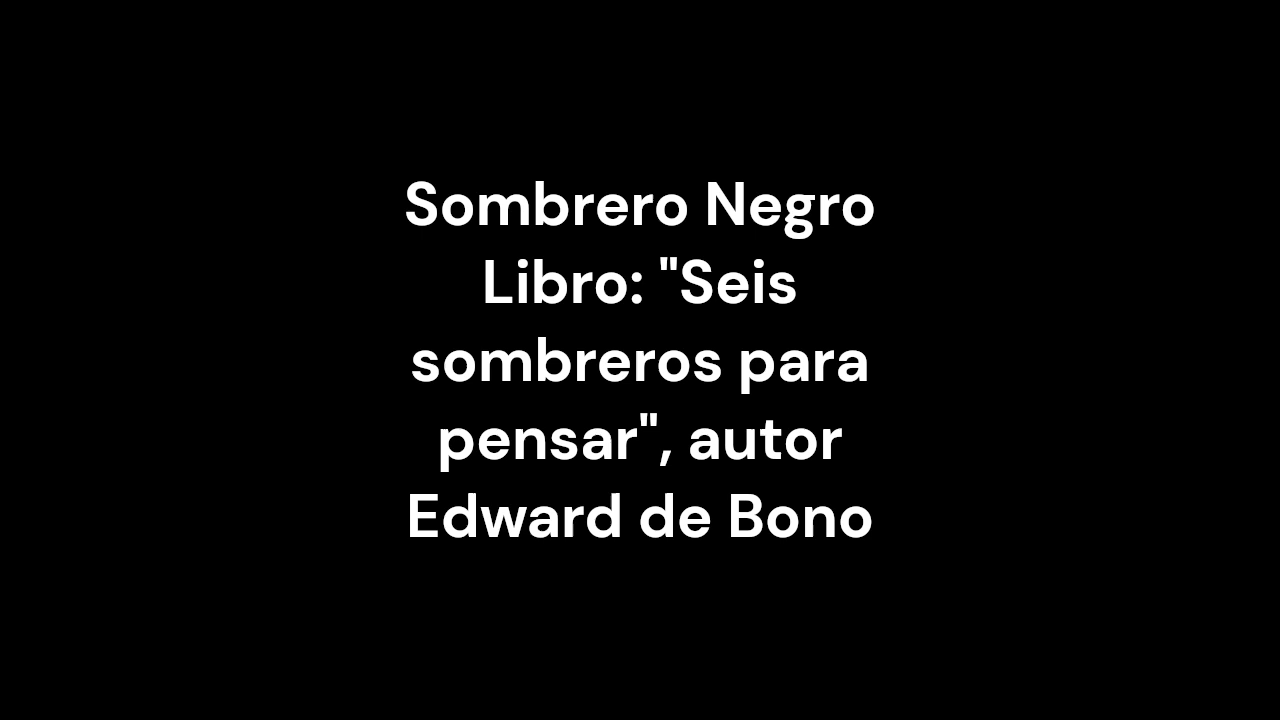 Sombrero Negro
Libro: "Seis
sombreros para
pensar", autor
Edward de Bono